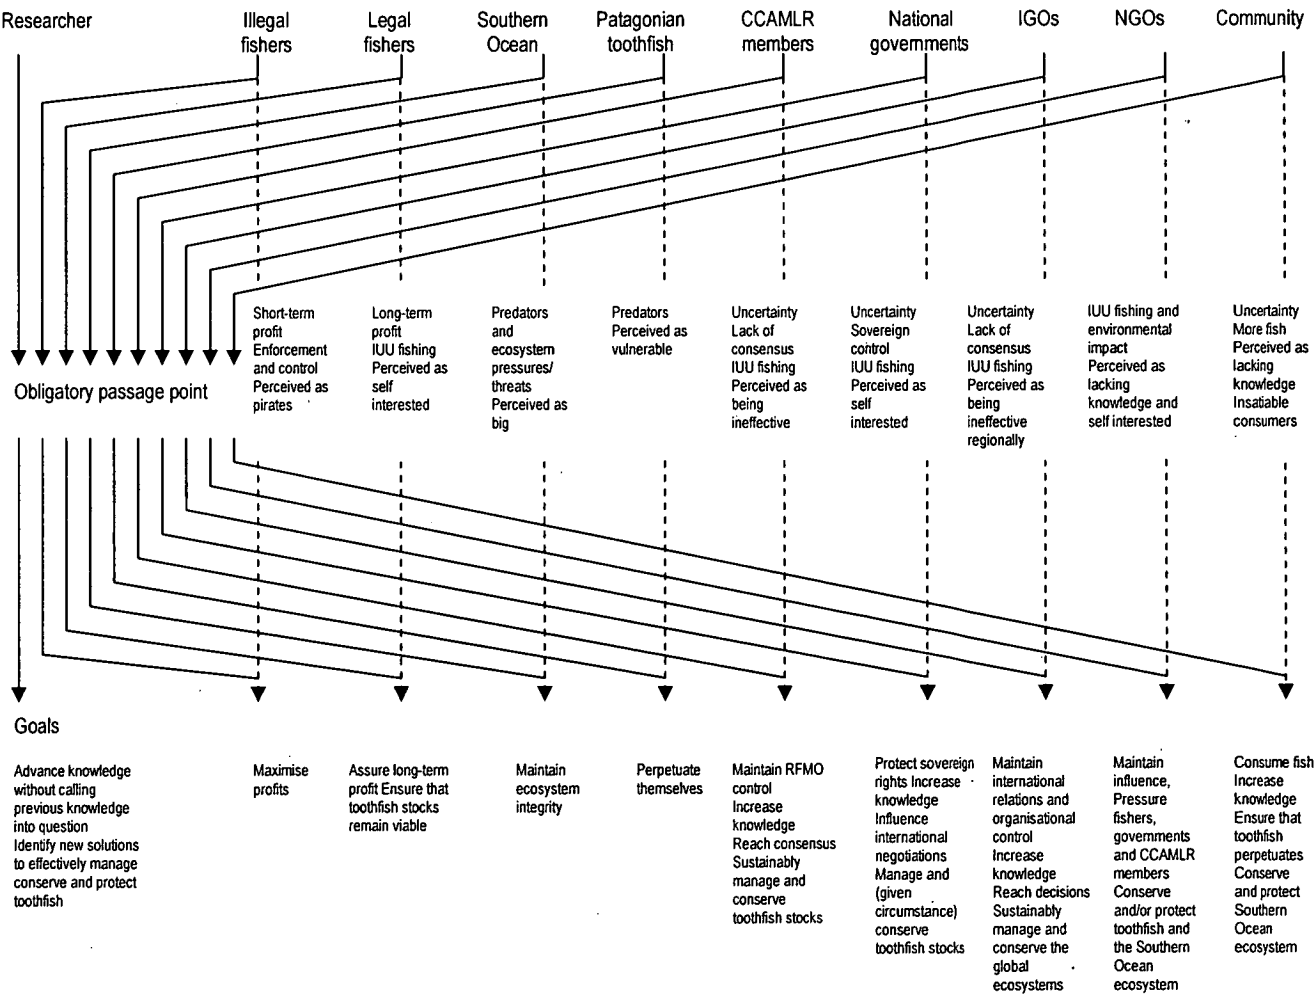 Researcher
Illegal
fishers
Legal
fishers
Southern
Ocean
Patagonian
toothfish
CCAMLR
members
National
governments
IGOs
NGOs
Community
Short-term
profit
Enforcement
and control
Perceived as
pirates
Long-term
profit
IUU fishing
Perceived as
self
interested
Predators
and
ecosystem
pressures/
threats
Perceived as
big
Predators
Perceived as
vulnerable
Uncertainty
Lack of
consensus
IUU fishing
Perceived as
being
ineffective
Uncertainty
Sovereign
control
IUU fishing
Perceived as
self
interested
Uncertainty
Lack of
consensus
IUU fishing
Perceived as
being
ineffective
regionally
IUU fishing and
environmental
impact
Perceived as
lacking
knowledge and
self interested
Uncertainty
More fish
Perceived as
lacking
knowledge
Insatiable
consumers
Obligatory passage point
Goals
Advance knowledge
without calling
previous knowledge
into question
Identify new solutions
to effectively manage
conserve and protect
toothfish
Maximise
profits
Assure long-term
profit Ensure that
toothfish stocks
remain viable
Maintain
ecosystem
integrity
Perpetuate
themselves
Maintain RFMO
control
Increase
knowledge
Reach consensus
Sustainably
manage and
conserve
toothfish stocks
Protect sovereign
rights Increase
knowledge
Influence
international
negotiations
Manage and
(given
circumstance)
conserve
toothfish stocks
Maintain
international
relations and
organisational
control
Increase
knowledge
Reach decisions
Sustainably
manage and
conserve the
global
ecosystems
Maintain
influence,
Pressure
fishers,
governments
and CCAMLR
members
Conserve
and/or protect
toothfish and
the Southern
Ocean
ecosystem
Consume fish
Increase
knowledge
Ensure that
toothfish
perpetuates
Conserve
and protect
Southern
Ocean
ecosystem